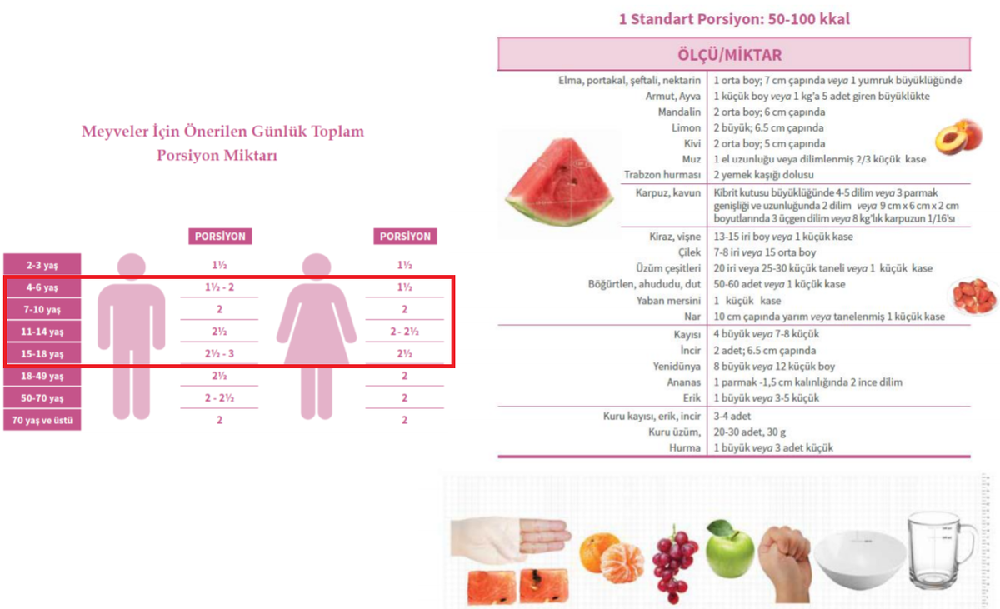 Meyveler İçin Önerilen Günlük Toplam
Porsiyon Miktarı
PORSİYON PORSİYON
2-3 yaş 1½ 1½
4-6 yaş 1½ - 2 1½
7-10 yaş 2 2
11-14 yaş 2½ 2 - 2½
15-18 yaş 2½ - 3 2½
18-49 yaş 2½ 2
50-70 yaş 2 - 2½ 2
70 yaş ve üstü 2 2
1 Standart Porsiyon: 50-100 kkal
ÖLÇÜ/MİKTAR
Elma, portakal, şeftali, nektarin 1 orta boy; 7 cm çapında veya 1 yumruk büyüklüğünde
Armut, Ayva 1 küçük boy veya 1 kg'a 5 adet giren büyüklükte
Mandalin 2 orta boy; 6 cm çapında
Limon 2 büyük; 6.5 cm çapında
Kivi 2 orta boy; 5 cm çapında
Muz 1 el uzunluğu veya dilimlenmiş 2/3 küçük kase
Trabzon hurması 2 yemek kaşığı dolusu
Karpuz, kavun Kibrit kutusu büyüklüğünde 4-5 dilim veya 3 parmak
genişliği ve uzunluğunda 2 dilim veya 9 cm x 6 cm x 2 cm
boyutlarında 3 üçgen dilim veya 8 kg'lık karpuzun 1/16'sı
Kiraz, vişne 13-15 iri boy veya 1 küçük kase
Çilek 7-8 iri veya 15 orta boy
Üzüm çeşitleri 20 iri veya 25-30 küçük taneli veya 1 küçük kase
Böğürtlen, ahududu, dut 50-60 adet veya 1 küçük kase
Yaban mersini 1 küçük kase
Nar 10 cm çapında yarım veya tanelenmiş 1 küçük kase
Kayısı 4 büyük veya 7-8 küçük
İncir 2 adet; 6.5 cm çapında
Yenidünya 8 büyük veya 12 küçük boy
Ananas 1 parmak -1,5 cm kalınlığında 2 ince dilim
Erik 1 büyük veya 3-5 küçük
Kuru kayısı, erik, incir 3-4 adet
Kuru üzüm, 20-30 adet, 30 g
Hurma 1 büyük veya 3 adet küçük